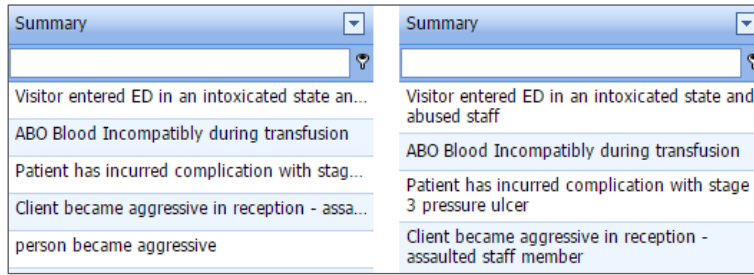 Summary
Visitor entered ED in an intoxicated state an...
ABO Blood Incompatibly during transfusion
Patient has incurred complication with stag...
Client became aggressive in reception - assa...
person became aggressive
Summary
Visitor entered ED in an intoxicated state and
abused staff
ABO Blood Incompatibly during transfusion
Patient has incurred complication with stage
3 pressure ulcer
Client became aggressive in reception -
assaulted staff member